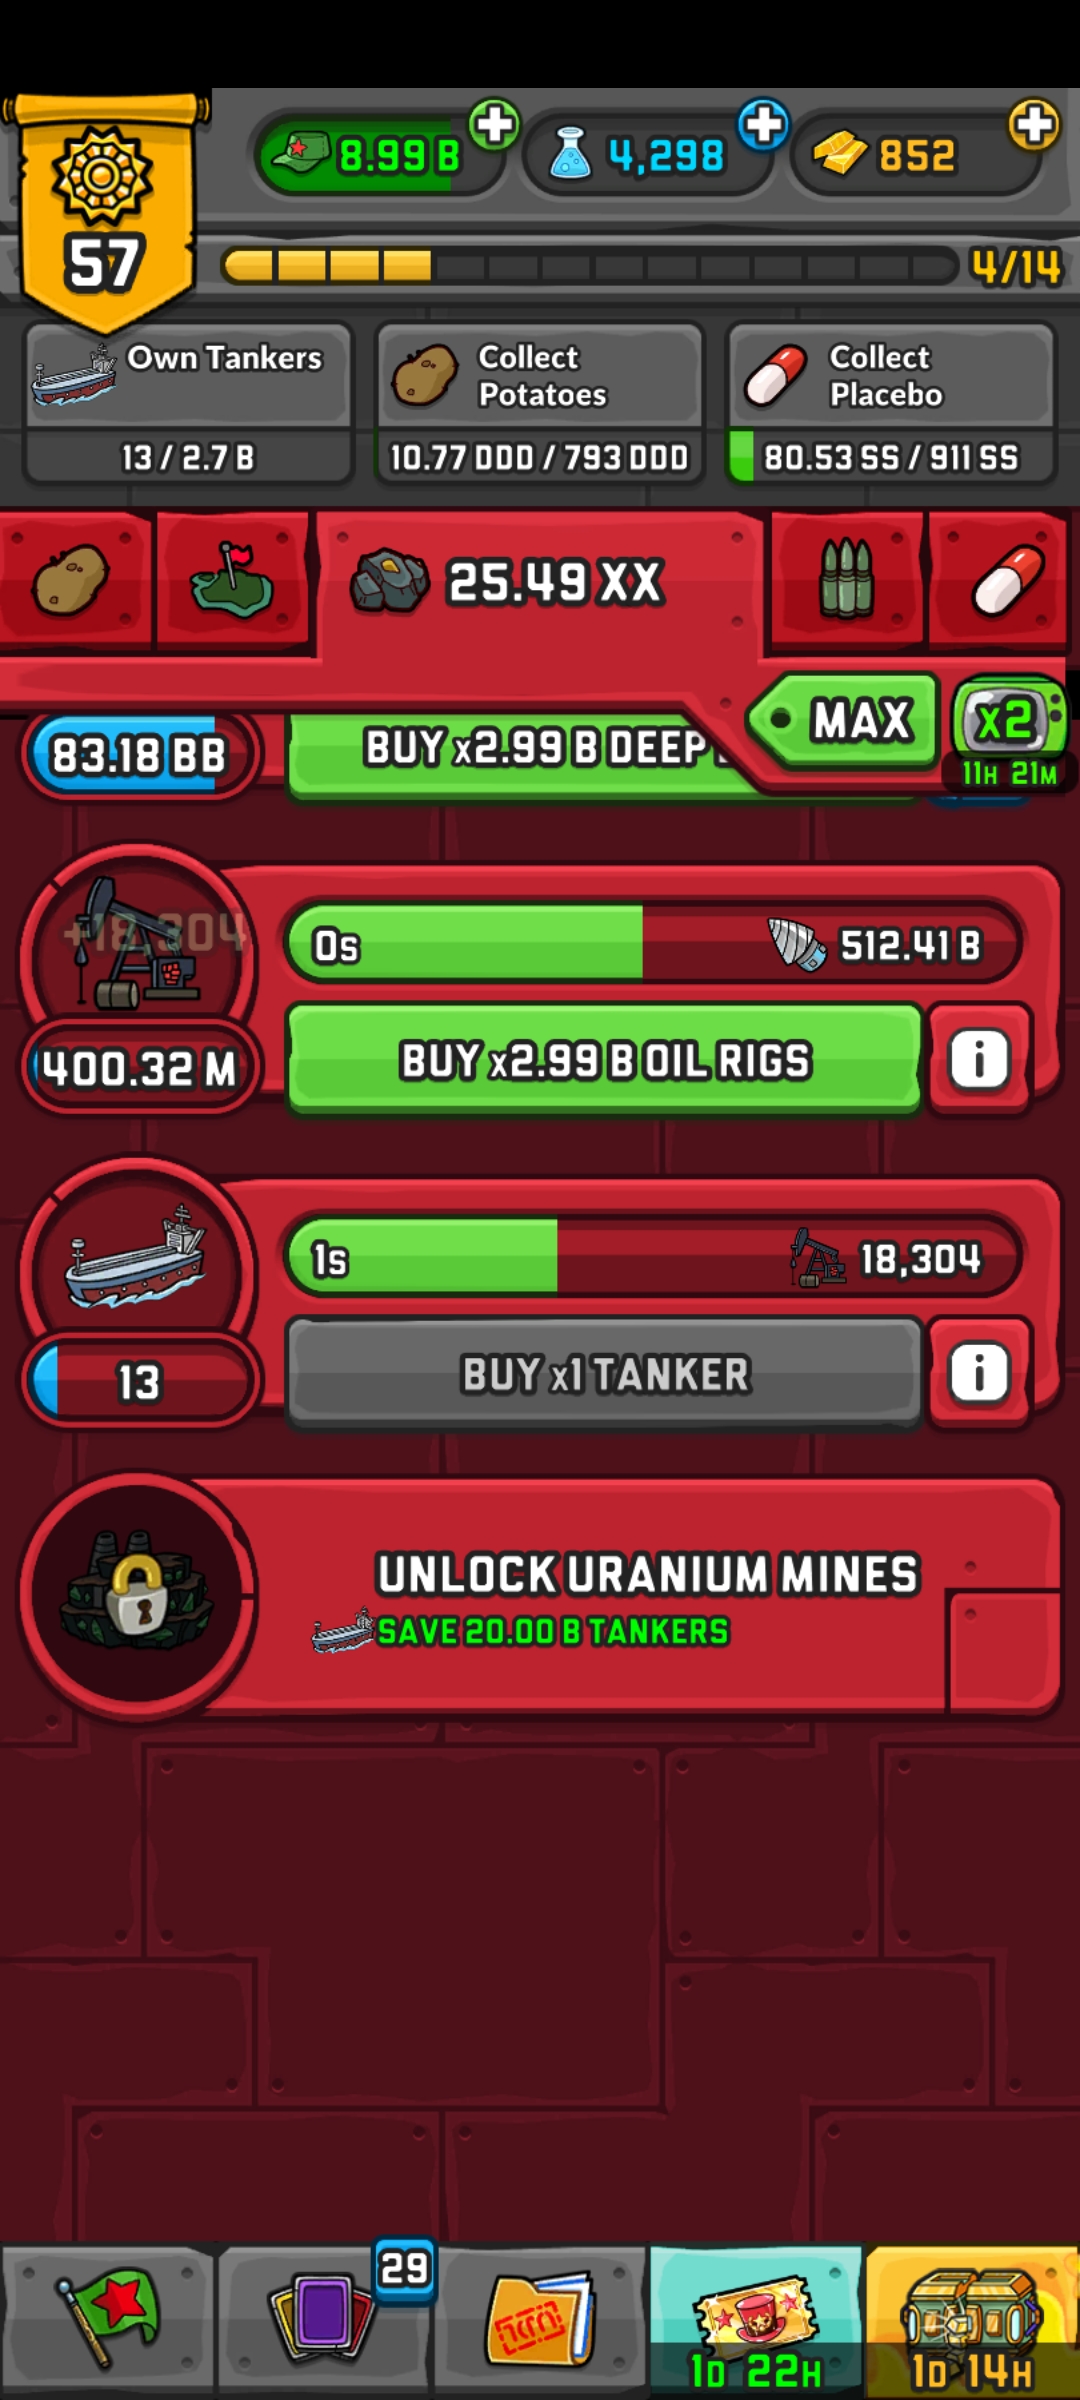 57
8.99 B
4,298
852
4/14
Own Tankers
13 / 2.7 B
Collect
Potatoes
10.77 DDD / 793 DDD
Collect
Placebo
80.53 SS / 911 SS
25.49 XX
MAX
x2
11H 21M
83.18 BB
BUY x2.99 B DEEP
+18,304
0s
512.41 B
400.32 M
BUY x2.99 B OIL RIGS
i
1s
18,304
13
BUY x1 TANKER
i
UNLOCK URANIUM MINES
SAVE 20.00 B TANKERS
29
1D 22H
1D 14H